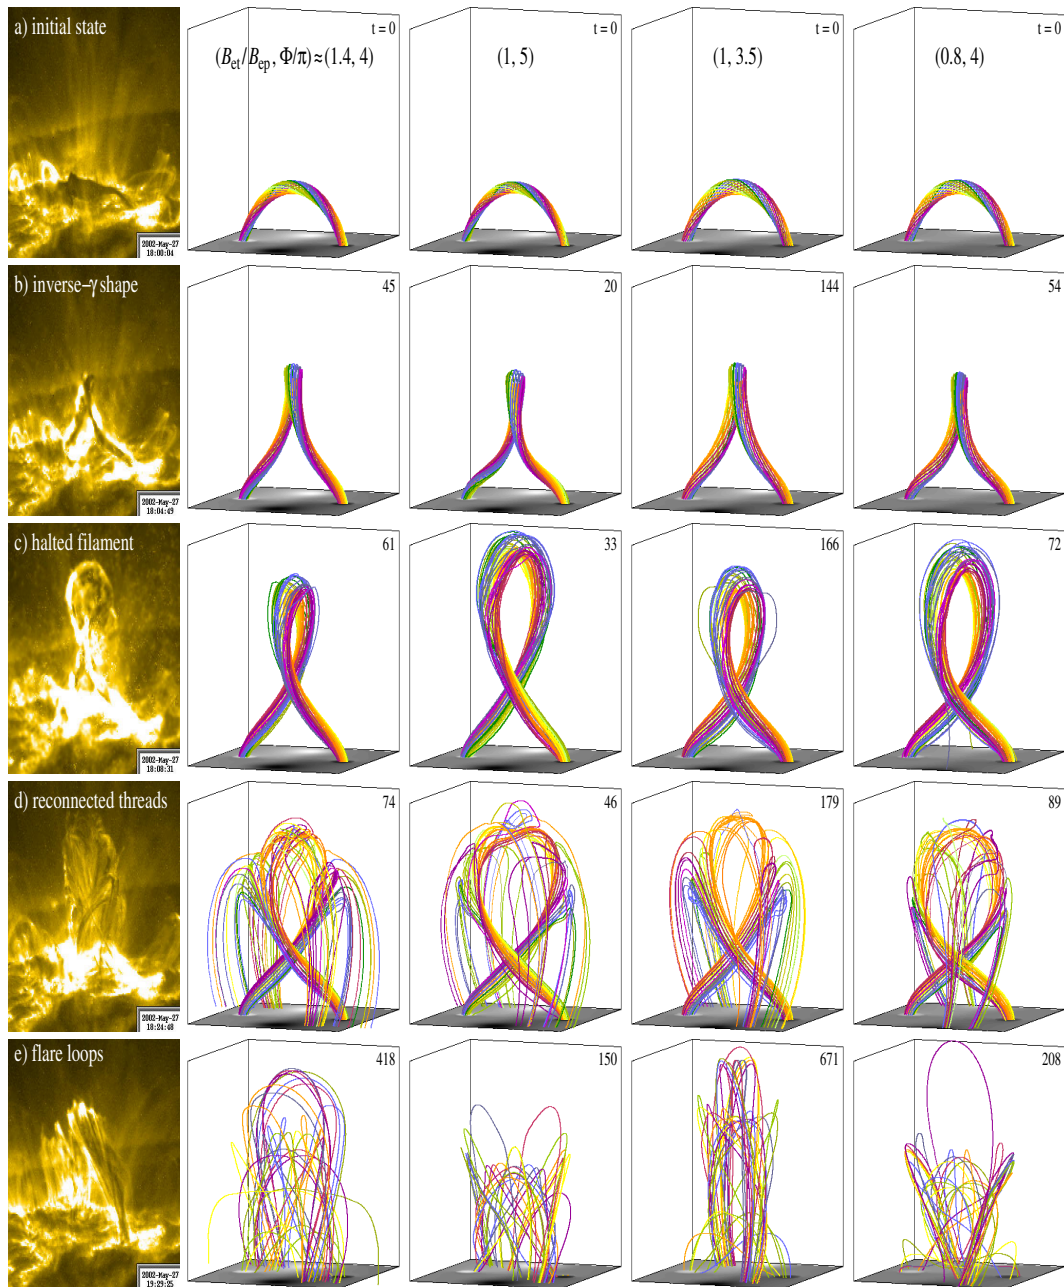 a) initial state
t = 0
(B_et/B_ep, Φ/π)≈(1.4, 4)
t = 0
(1, 5)
t = 0
(1, 3.5)
t = 0
(0.8, 4)
2002-May-27
18:00:04
b) inverse−γ shape
45
20
144
54
2002-May-27
18:04:49
c) halted filament
61
33
166
72
2002-May-27
18:08:31
d) reconnected threads
74
46
179
89
2002-May-27
18:24:48
e) flare loops
418
150
671
208
2002-May-27
19:29:25